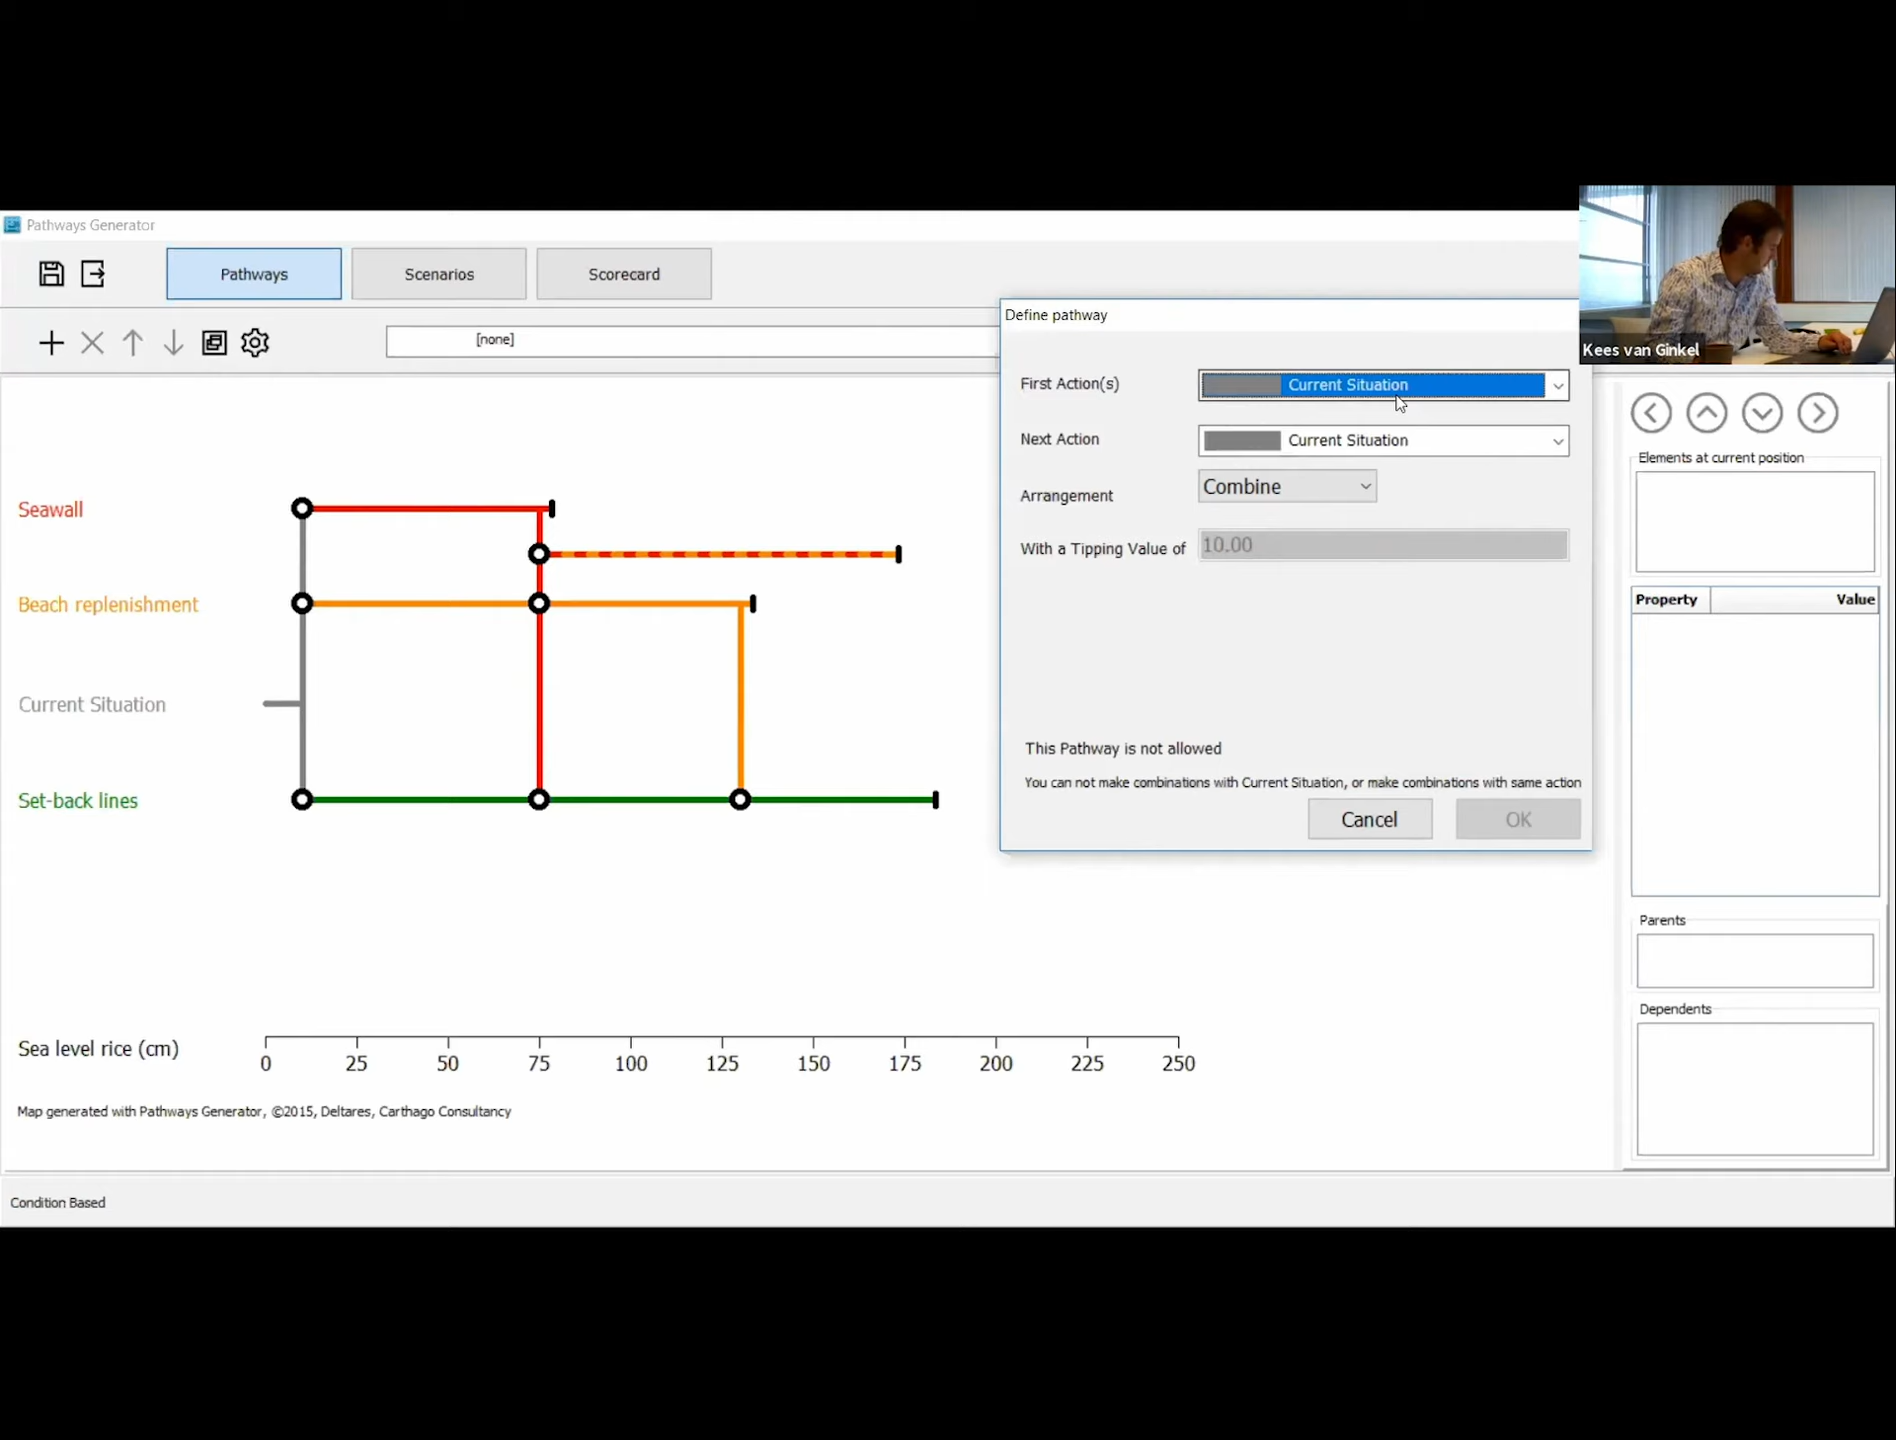 Pathways Generator
Pathways
Scenarios
Scorecard
[none]
Define pathway
First Action(s)
Current Situation
Next Action
Current Situation
Arrangement
Combine
With a Tipping Value of
10.00
This Pathway is not allowed
You can not make combinations with Current Situation, or make combinations with same action
Cancel
OK
Kees van Ginkel
Elements at current position
Property
Value
Parents
Dependents
Seawall
Beach replenishment
Current Situation
Set-back lines
Sea level rice (cm)
0 25 50 75 100 125 150 175 200 225 250
Map generated with Pathways Generator, ©2015, Deltares, Carthago Consultancy
Condition Based